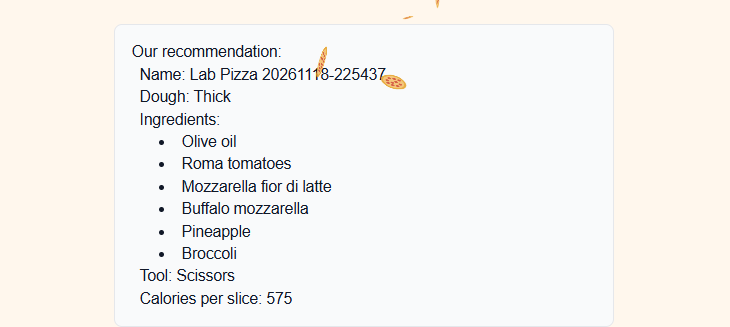 Our recommendation:
Name: Lab Pizza 20261118-225437
Dough: Thick
Ingredients:
• Olive oil
• Roma tomatoes
• Mozzarella fior di latte
• Buffalo mozzarella
• Pineapple
• Broccoli
Tool: Scissors
Calories per slice: 575